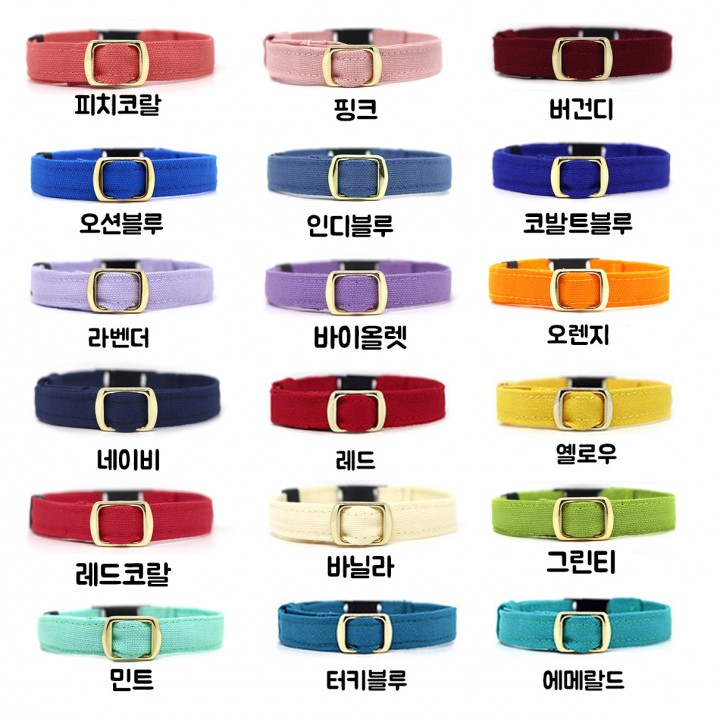 피치코랄
핑크
버건디
오션블루
인디블루
코발트블루
라벤더
바이올렛
오렌지
네이비
레드
옐로우
레드코랄
바닐라
그린티
민트
터키블루
에메랄드